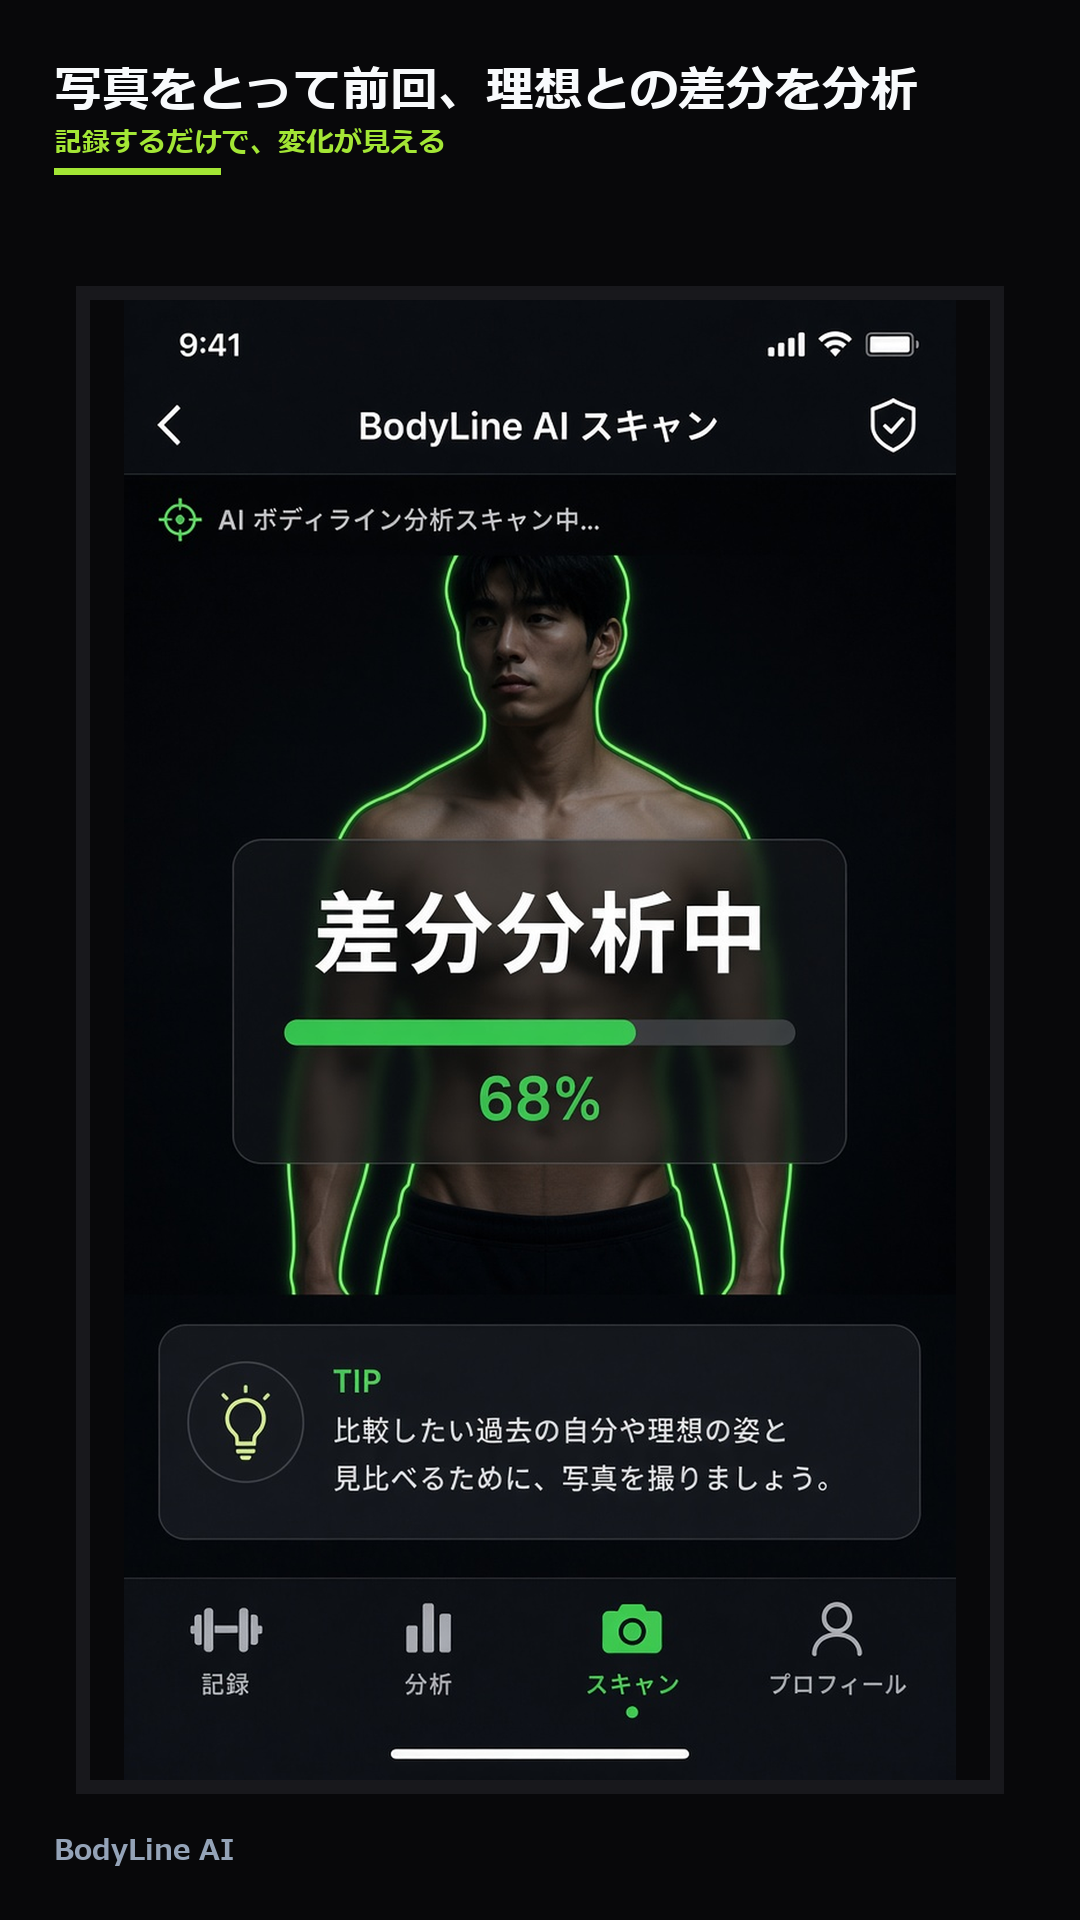 写真をとって前回、理想との差分を分析
記録するだけで、変化が見える
9:41
BodyLine AI スキャン
AI ボディライン分析スキャン中...
差分分析中
68%
TIP
比較したい過去の自分や理想の姿と
見比べるために、写真を撮りましょう。
記録
分析
スキャン
プロフィール
BodyLine AI